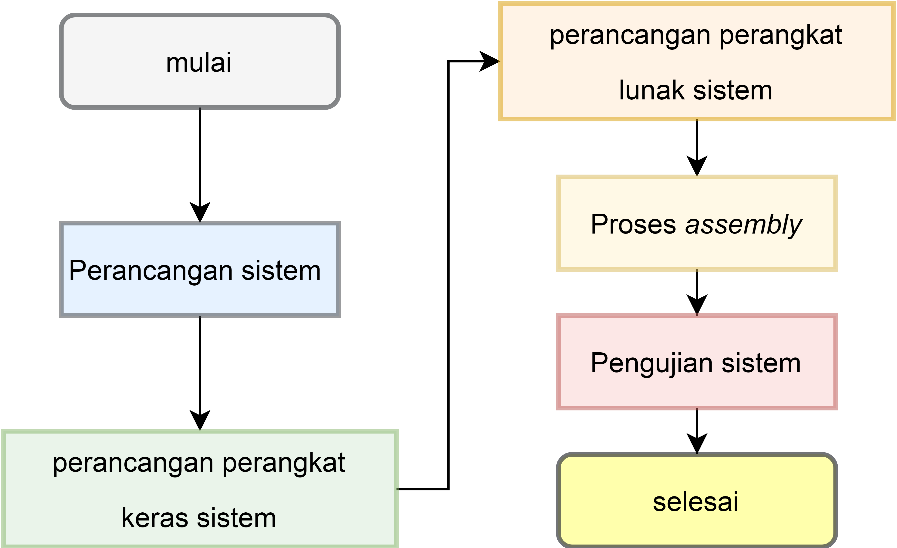 mulai
Perancangan sistem
perancangan perangkat
keras sistem
perancangan perangkat
lunak sistem
Proses assembly
Pengujian sistem
selesai